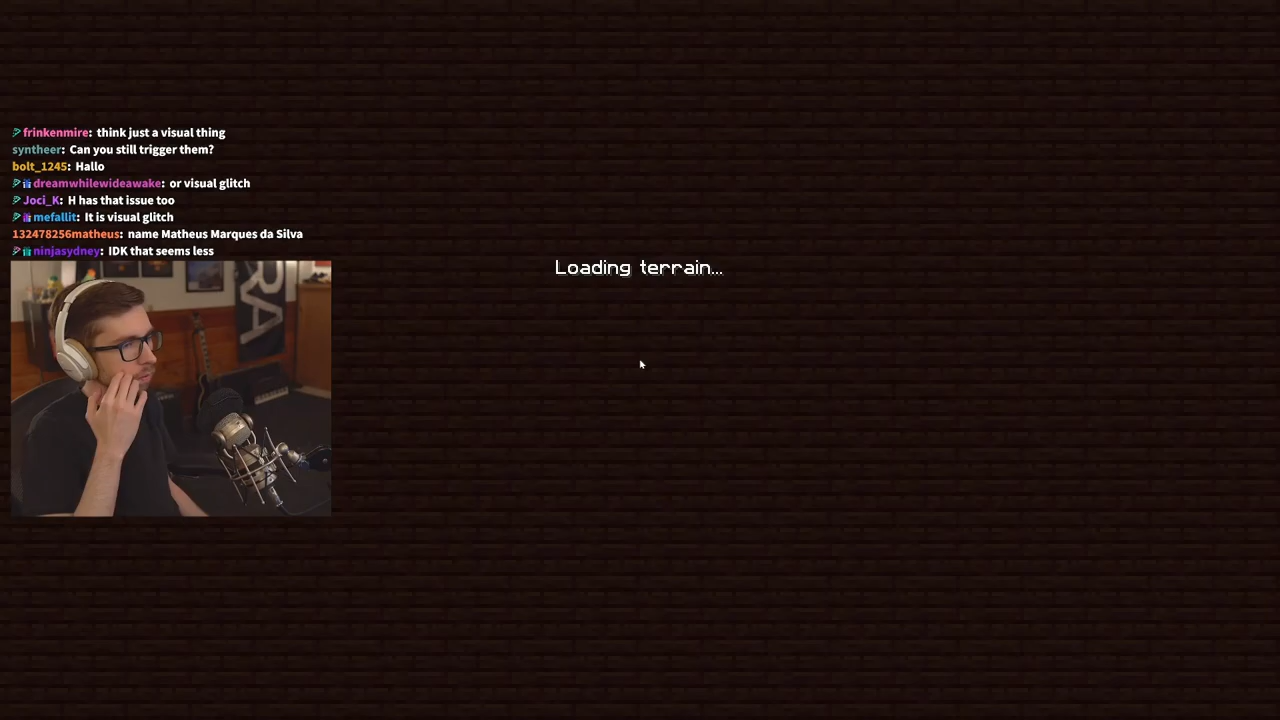 frinkenmire: think just a visual thing
syntheer: Can you still trigger them?
bolt_1245: Hallo
dreamwhilewideawake: or visual glitch
Joci_K: H has that issue too
mefallit: It is visual glitch
132478256matheus: name Matheus Marques da Silva
ninjasydney: IDK that seems less
Loading terrain...
RA